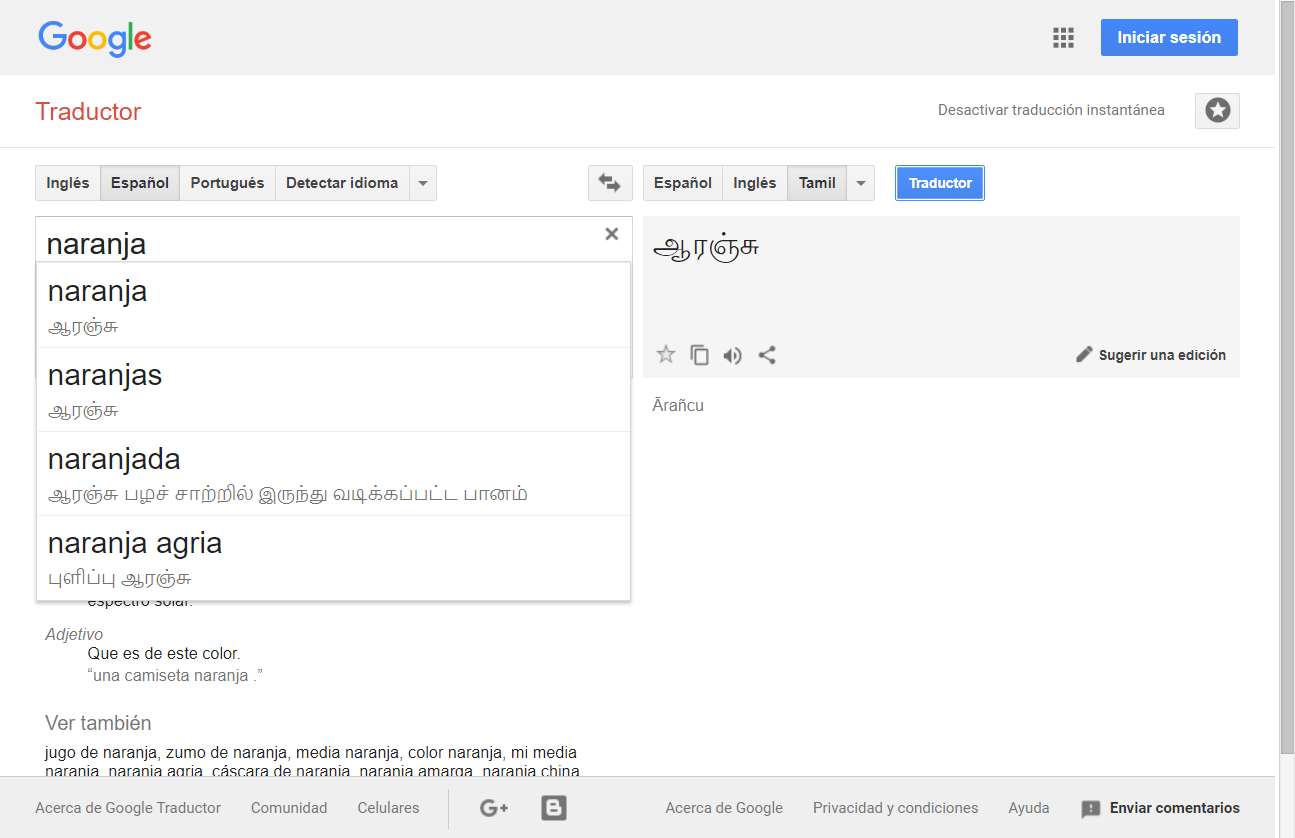 Google
Iniciar sesión
Traductor
Desactivar traducción instantánea
Inglés Español Portugués Detectar idioma
Español Inglés Tamil
Traductor
naranja
naranja
ஆரஞ்சு
naranjas
ஆரஞ்சு
naranjada
ஆரஞ்சு பழச் சாற்றில் இருந்து வடிக்கப்பட்ட பானம்
naranja agria
புளிப்பு ஆரஞ்சு
espectro solar.
Adjetivo
Que es de este color.
“una camiseta naranja .”
Ver también
jugo de naranja, zumo de naranja, media naranja, color naranja, mi media
naranja, naranja agria, cáscara de naranja, naranja amarga, naranja china
ஆரஞ்சு
Sugerir una edición
Ārañcu
Acerca de Google Traductor Comunidad Celulares G+ B Acerca de Google Privacidad y condiciones Ayuda Enviar comentarios